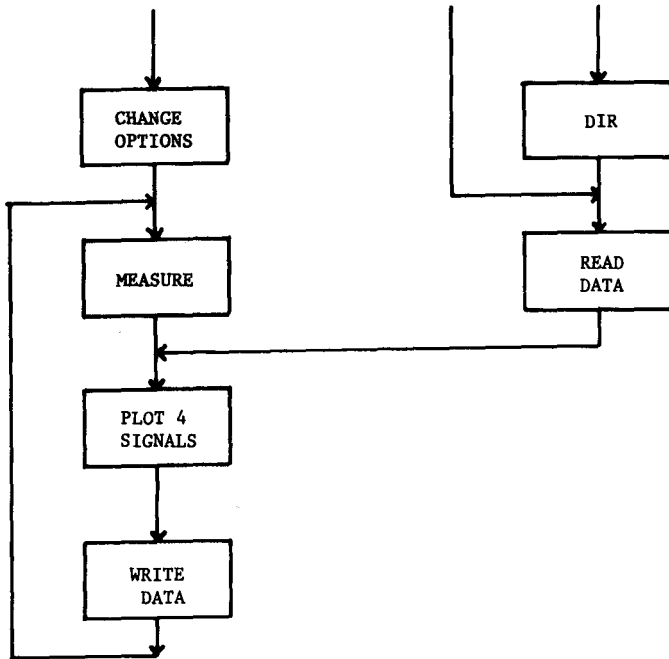 CHANGE
OPTIONS
MEASURE
PLOT 4
SIGNALS
WRITE
DATA
DIR
READ
DATA